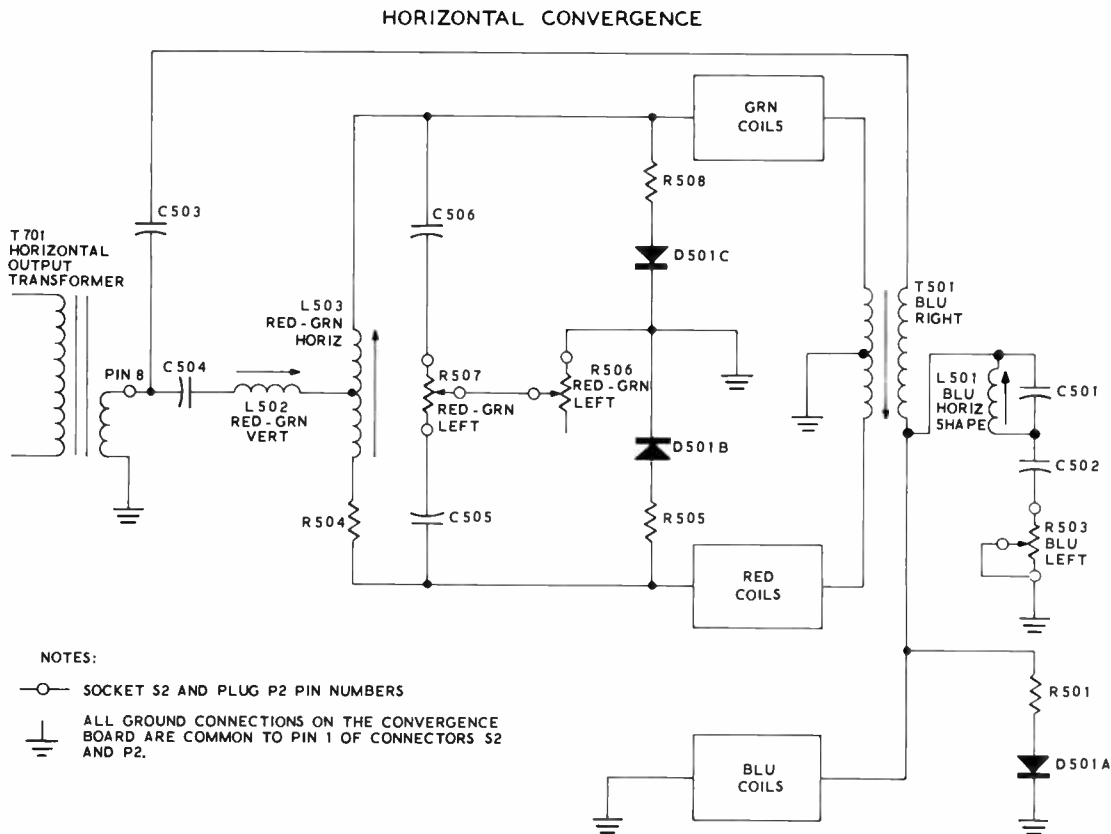 HORIZONTAL CONVERGENCE
GRN
COILS
R508
C503
C506
T701
HORIZONTAL
OUTPUT
TRANSFORMER
D501C
L503
RED-GRN
HORIZ
T501
BLU
RIGHT
PIN 8
C504
R507
RED-GRN
LEFT
R506
RED-GRN
LEFT
L501
BLU
HORIZ
SHAPE
C501
L502
RED-GRN
VERT
D501B
C502
R504
C505
R505
R503
BLU
LEFT
RED
COILS
NOTES:
SOCKET S2 AND PLUG P2 PIN NUMBERS
ALL GROUND CONNECTIONS ON THE CONVERGENCE
BOARD ARE COMMON TO PIN 1 OF CONNECTORS S2
AND P2.
R501
BLU
COILS
D501A